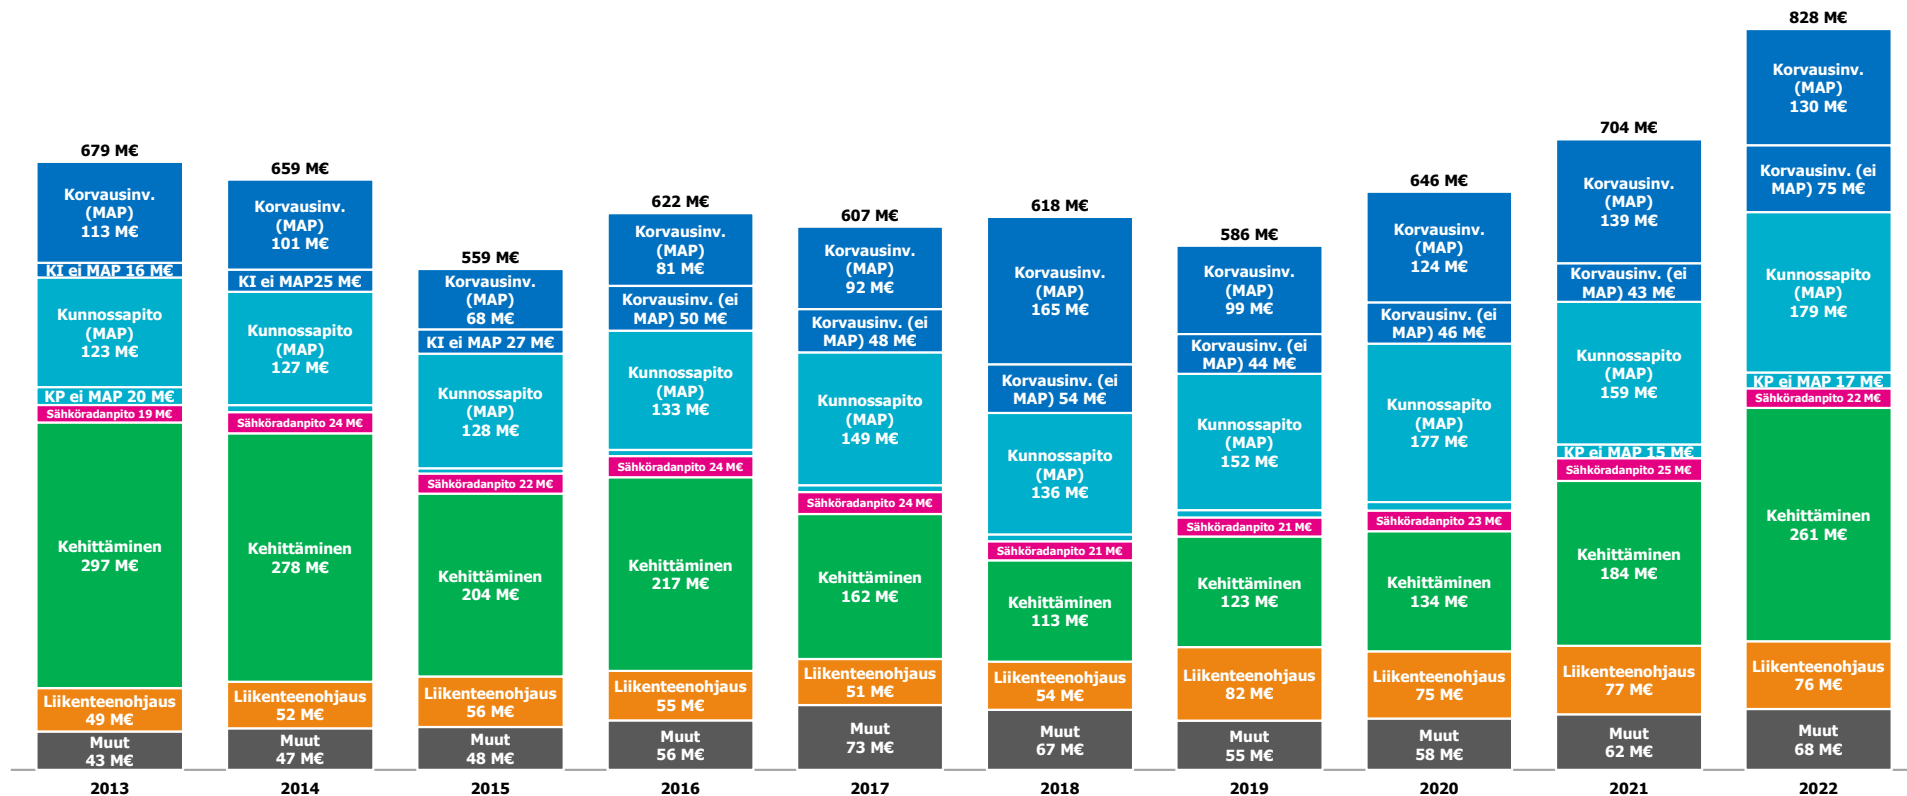 679 M€
Korvausinv.
(MAP)
113 M€
KI ei MAP 16 M€
Kunnossapito
(MAP)
123 M€
KP ei MAP 20 M€
Sähköradanpito 19 M€
Kehittäminen
297 M€
Liikenteenohjaus
49 M€
Muut
43 M€
2013
659 M€
Korvausinv.
(MAP)
101 M€
KI ei MAP25 M€
Kunnossapito
(MAP)
127 M€
Sähköradanpito 24 M€
Kehittäminen
278 M€
Liikenteenohjaus
52 M€
Muut
47 M€
2014
559 M€
Korvausinv.
(MAP)
68 M€
KI ei MAP 27 M€
Kunnossapito
(MAP)
128 M€
Sähköradanpito 22 M€
Kehittäminen
204 M€
Liikenteenohjaus
56 M€
Muut
48 M€
2015
622 M€
Korvausinv.
(MAP)
81 M€
Korvausinv. (ei
MAP) 50 M€
Kunnossapito
(MAP)
133 M€
Sähköradanpito 24 M€
Kehittäminen
217 M€
Liikenteenohjaus
55 M€
Muut
56 M€
2016
607 M€
Korvausinv.
(MAP)
92 M€
Korvausinv. (ei
MAP) 48 M€
Kunnossapito
(MAP)
149 M€
Sähköradanpito 24 M€
Kehittäminen
162 M€
Liikenteenohjaus
51 M€
Muut
73 M€
2017
618 M€
Korvausinv.
(MAP)
165 M€
Korvausinv. (ei
MAP) 54 M€
Kunnossapito
(MAP)
136 M€
Sähköradanpito 21 M€
Kehittäminen
113 M€
Liikenteenohjaus
54 M€
Muut
67 M€
2018
586 M€
Korvausinv.
(MAP)
99 M€
Korvausinv. (ei
MAP) 44 M€
Kunnossapito
(MAP)
152 M€
Sähköradanpito 21 M€
Kehittäminen
123 M€
Liikenteenohjaus
82 M€
Muut
55 M€
2019
646 M€
Korvausinv.
(MAP)
124 M€
Korvausinv. (ei
MAP) 46 M€
Kunnossapito
(MAP)
177 M€
Sähköradanpito 23 M€
Kehittäminen
134 M€
Liikenteenohjaus
75 M€
Muut
58 M€
2020
704 M€
Korvausinv.
(MAP)
139 M€
Korvausinv. (ei
MAP) 43 M€
Kunnossapito
(MAP)
159 M€
KP ei MAP 15 M€
Sähköradanpito 25 M€
Kehittäminen
184 M€
Liikenteenohjaus
77 M€
Muut
62 M€
2021
828 M€
Korvausinv.
(MAP)
130 M€
Korvausinv. (ei
MAP) 75 M€
Kunnossapito
(MAP)
179 M€
KP ei MAP 17 M€
Sähköradanpito 22 M€
Kehittäminen
261 M€
Liikenteenohjaus
76 M€
Muut
68 M€
2022